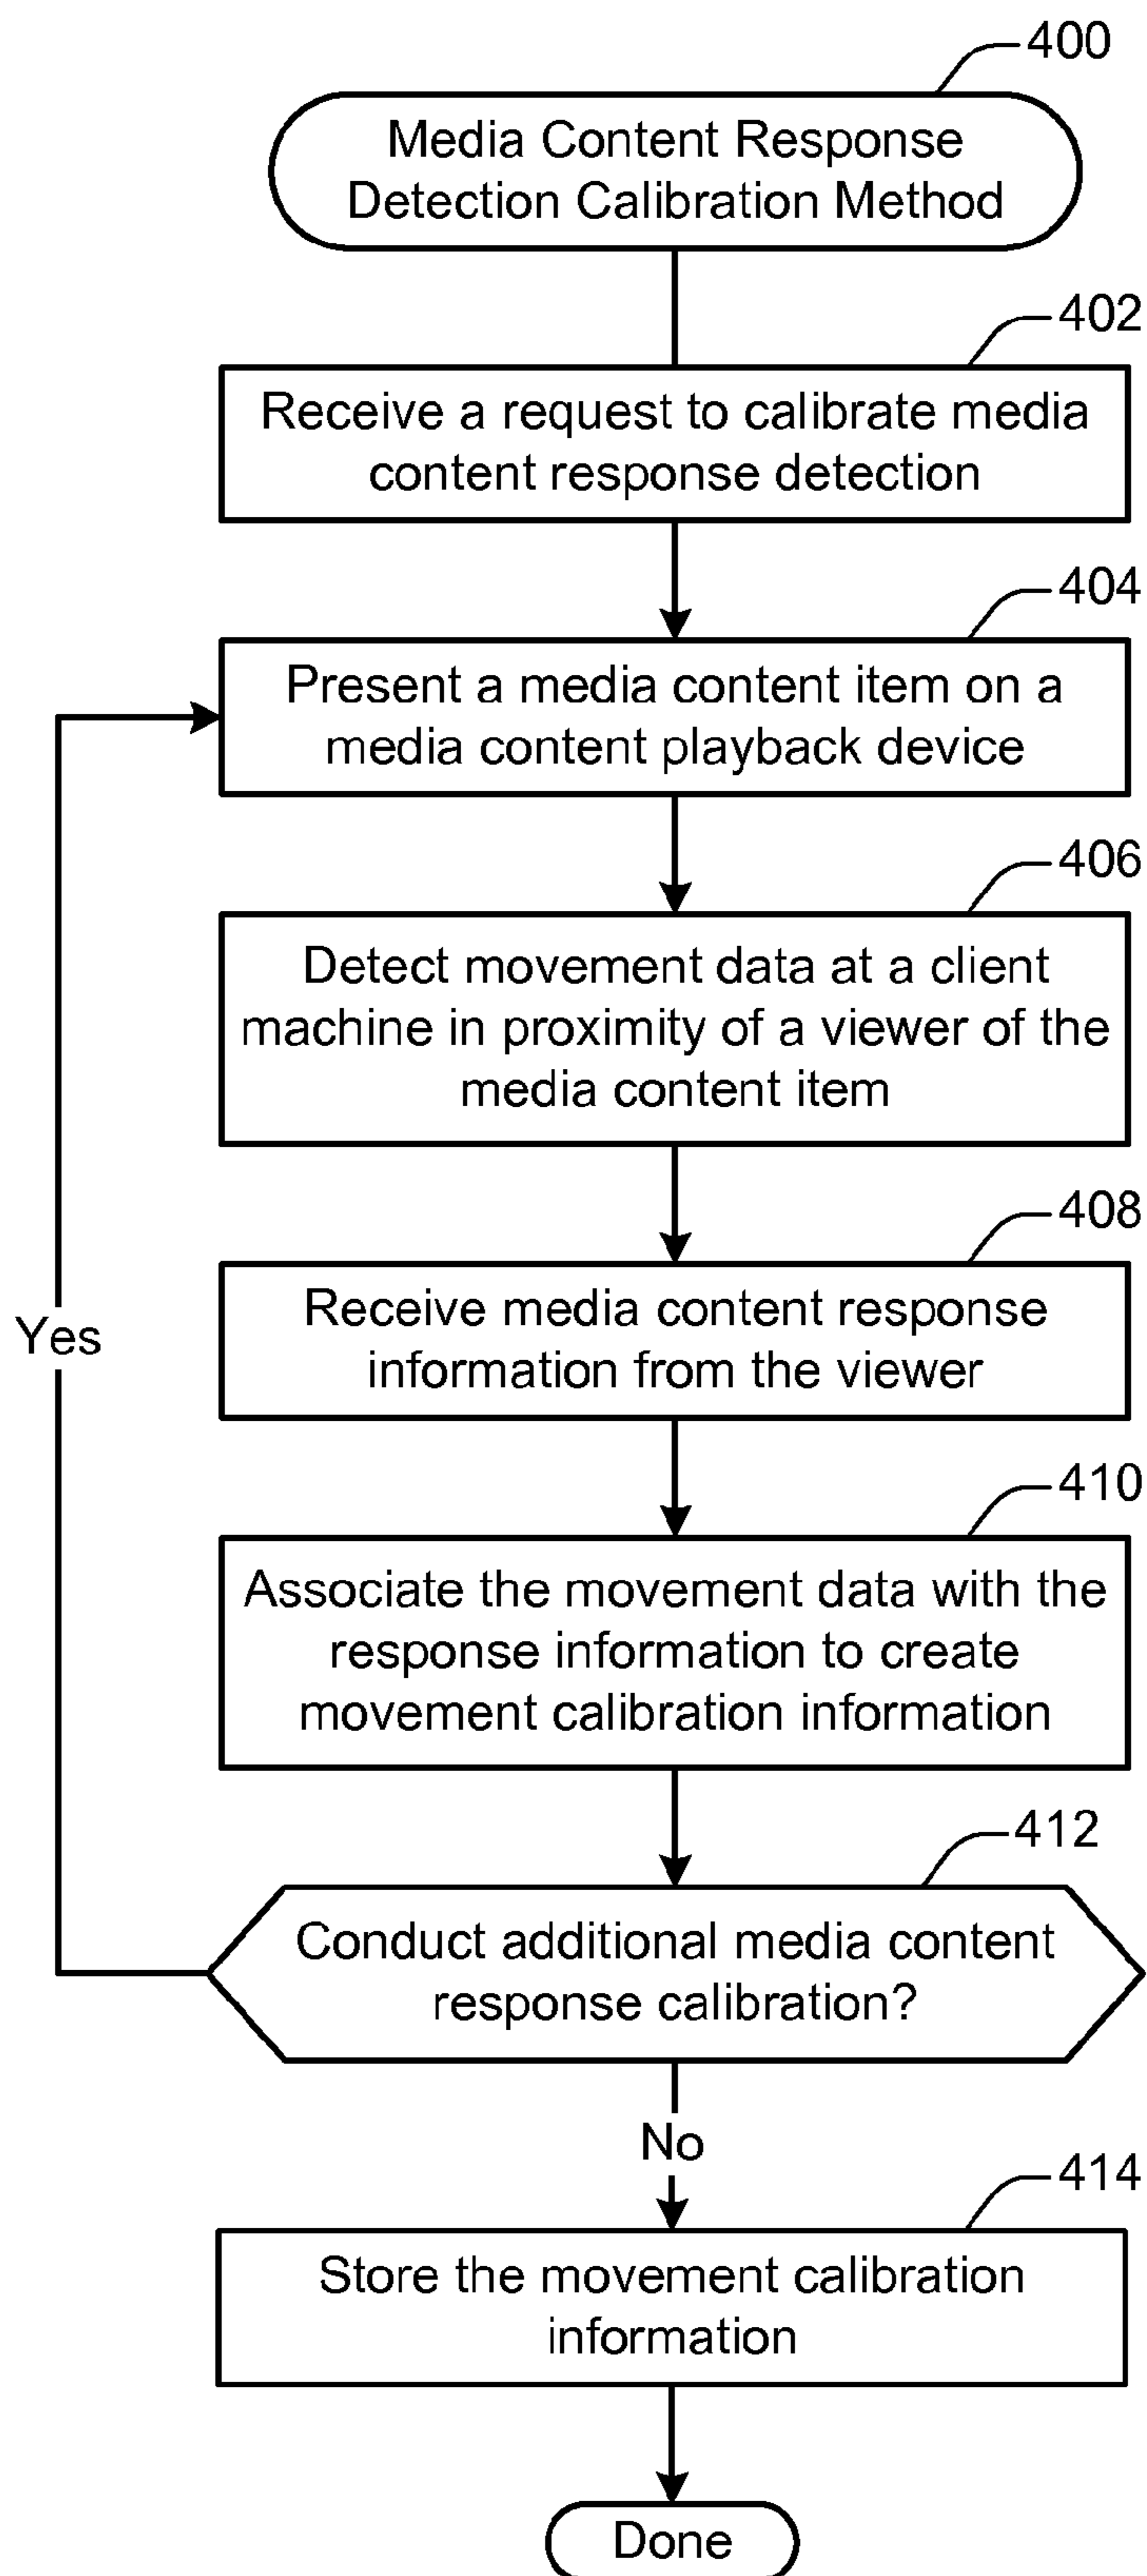 400
Media Content Response
Detection Calibration Method
402
Receive a request to calibrate media
content response detection
404
Present a media content item on a
media content playback device
406
Detect movement data at a client
machine in proximity of a viewer of the
media content item
408
Receive media content response
information from the viewer
Yes
410
Associate the movement data with the
response information to create
movement calibration information
412
Conduct additional media content
response calibration?
No
414
Store the movement calibration
information
Done